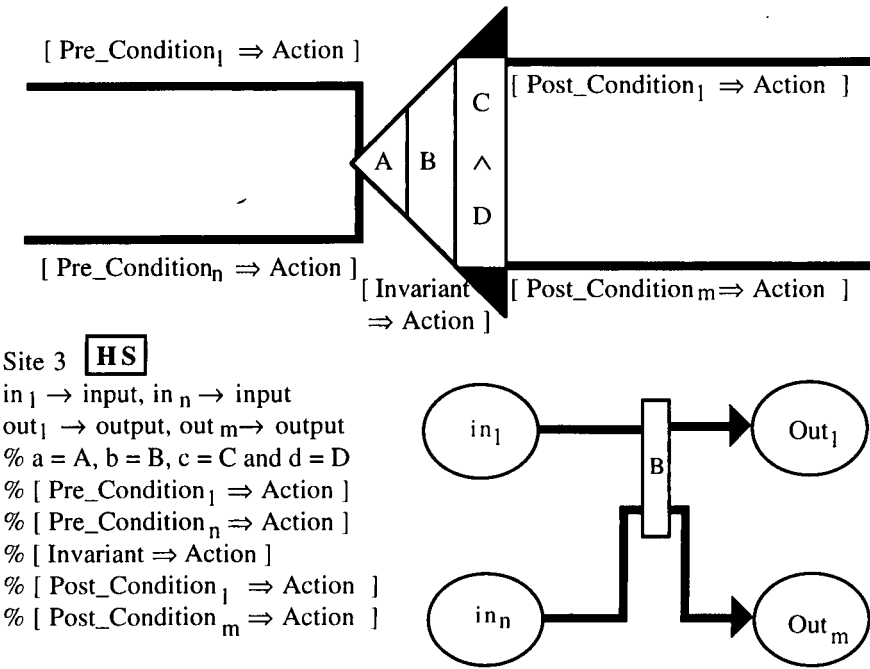 [ Pre_Condition₁ ⇒ Action ]
[ Post_Condition₁ ⇒ Action ]
A B C ∧ D
[ Pre_Conditionₙ ⇒ Action ]
[ Invariant ⇒ Action ]
[ Post_Conditionₘ ⇒ Action ]
Site 3 HS
in₁ → input, inₙ → input
out₁ → output, outₘ → output
% a = A, b = B, c = C and d = D
% [ Pre_Condition₁ ⇒ Action ]
% [ Pre_Conditionₙ ⇒ Action ]
% [ Invariant ⇒ Action ]
% [ Post_Condition₁ ⇒ Action ]
% [ Post_Conditionₘ ⇒ Action ]
in₁
B
Out₁
inₙ
Outₘ